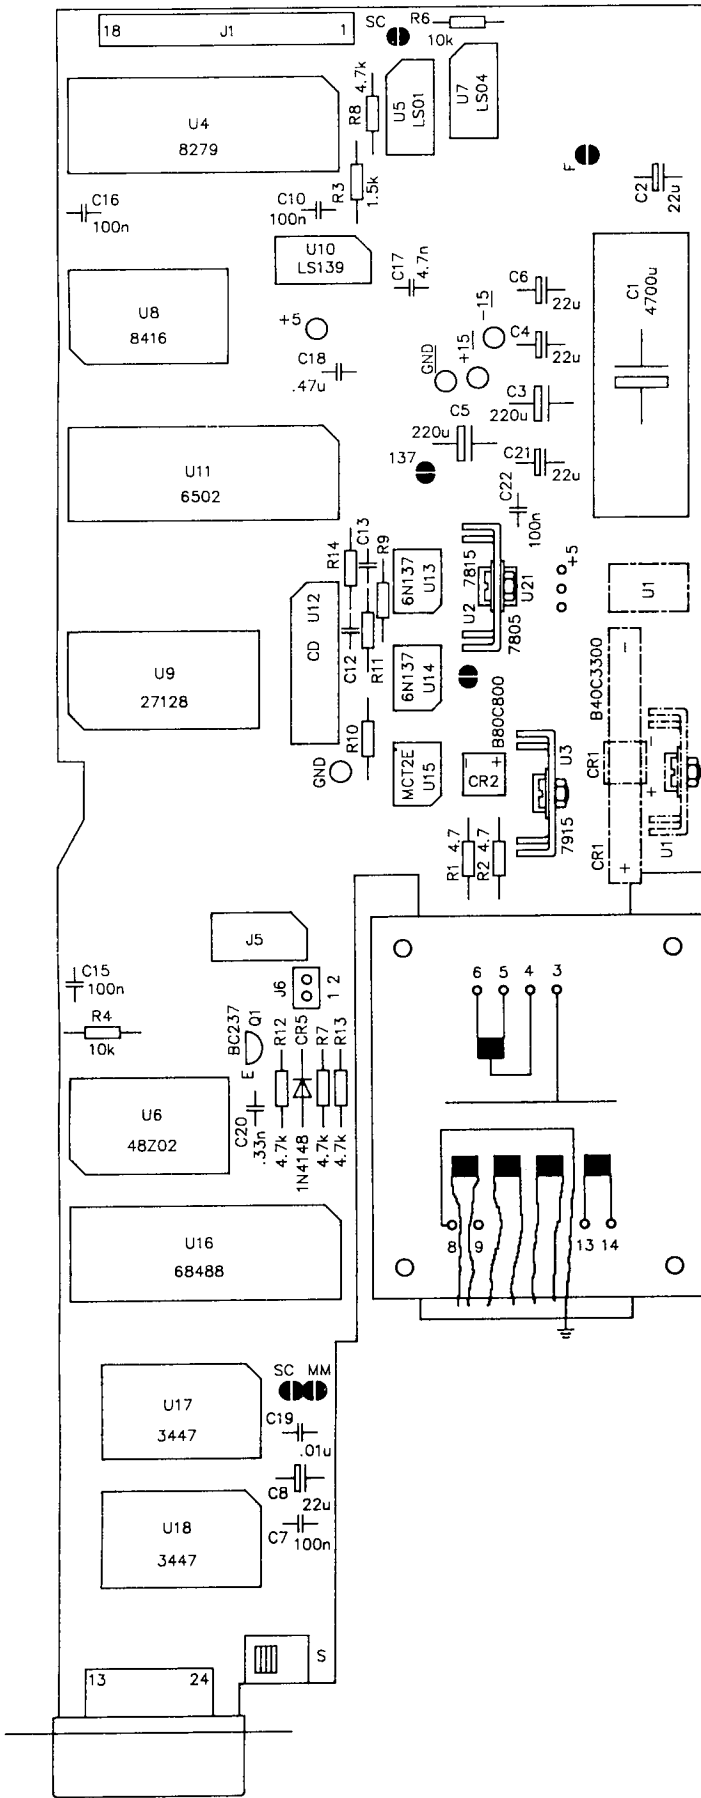 18 J1 1
SC
R6
10k
U4
8279
R8 4.7k
U5
LS01
U7
LS04
F
C2
22u
C16
100n
C10
100n
R3
1.5k
U10
LS139
C17
4.7n
C6
22u
C1
4700u
U8
8416
+5
C18
.47u
GND
+15
-15
C4
22u
C3
220u
C5
220u
U11
6502
137
C21
22u
C22
100n
R14
C13
R9
6N137
U13
7815
U2
U21
7805
+5
U1
U12
CD
C12
R11
U9
27128
6N137
U14
B80C800
B40C3300
-
R10
GND
MCT2E
U15
-
+
CR2
U3
7915
CR1
-
+
CR1
+
U1
R1 4.7
R2 4.7
J5
C15
100n
J6
1 2
6 5 4 3
R4
10k
BC237
Q1
E
R12
CR5
R7
R13
U6
48Z02
C20
.33n
4.7k
1N4148
4.7k
4.7k
U16
68488
8 9 13 14
SC MM
U17
3447
C19
.01u
C8
22u
U18
3447
C7
100n
S
13 24